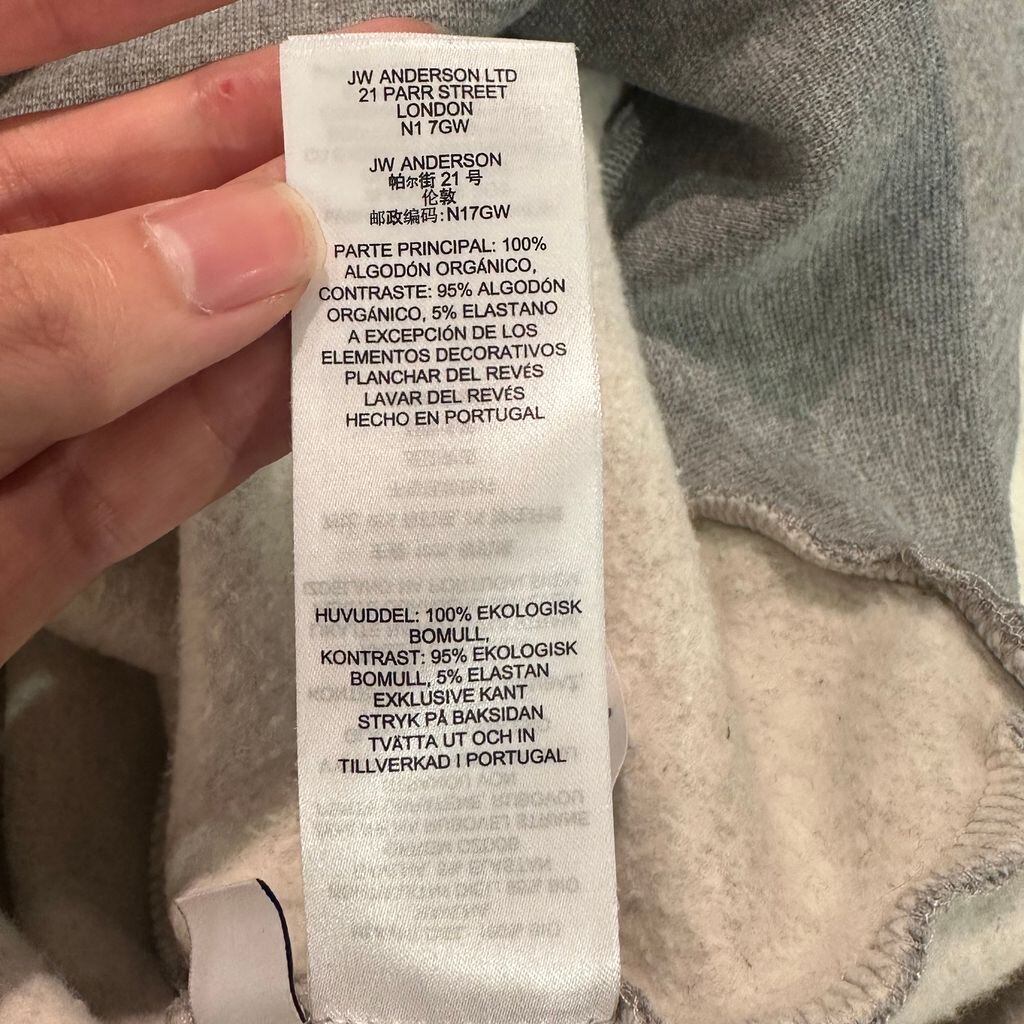 JW ANDERSON LTD
21 PARR STREET
LONDON
N1 7GW
JW ANDERSON
帕尔街 21 号
伦敦
邮政编码: N17GW
PARTE PRINCIPAL: 100%
ALGODÓN ORGÁNICO,
CONTRASTE: 95% ALGODÓN
ORGÁNICO, 5% ELASTANO
A EXCEPCIÓN DE LOS
ELEMENTOS DECORATIVOS
PLANCHAR DEL REVÉS
LAVAR DEL REVÉS
HECHO EN PORTUGAL
HUVUDDEL: 100% EKOLOGISK
BOMULL,
KONTRAST: 95% EKOLOGISK
BOMULL, 5% ELASTAN
EXKLUSIVE KANT
STRYK PÅ BAKSIDAN
TVÄTTA UT OCH IN
TILLVERKAD I PORTUGAL